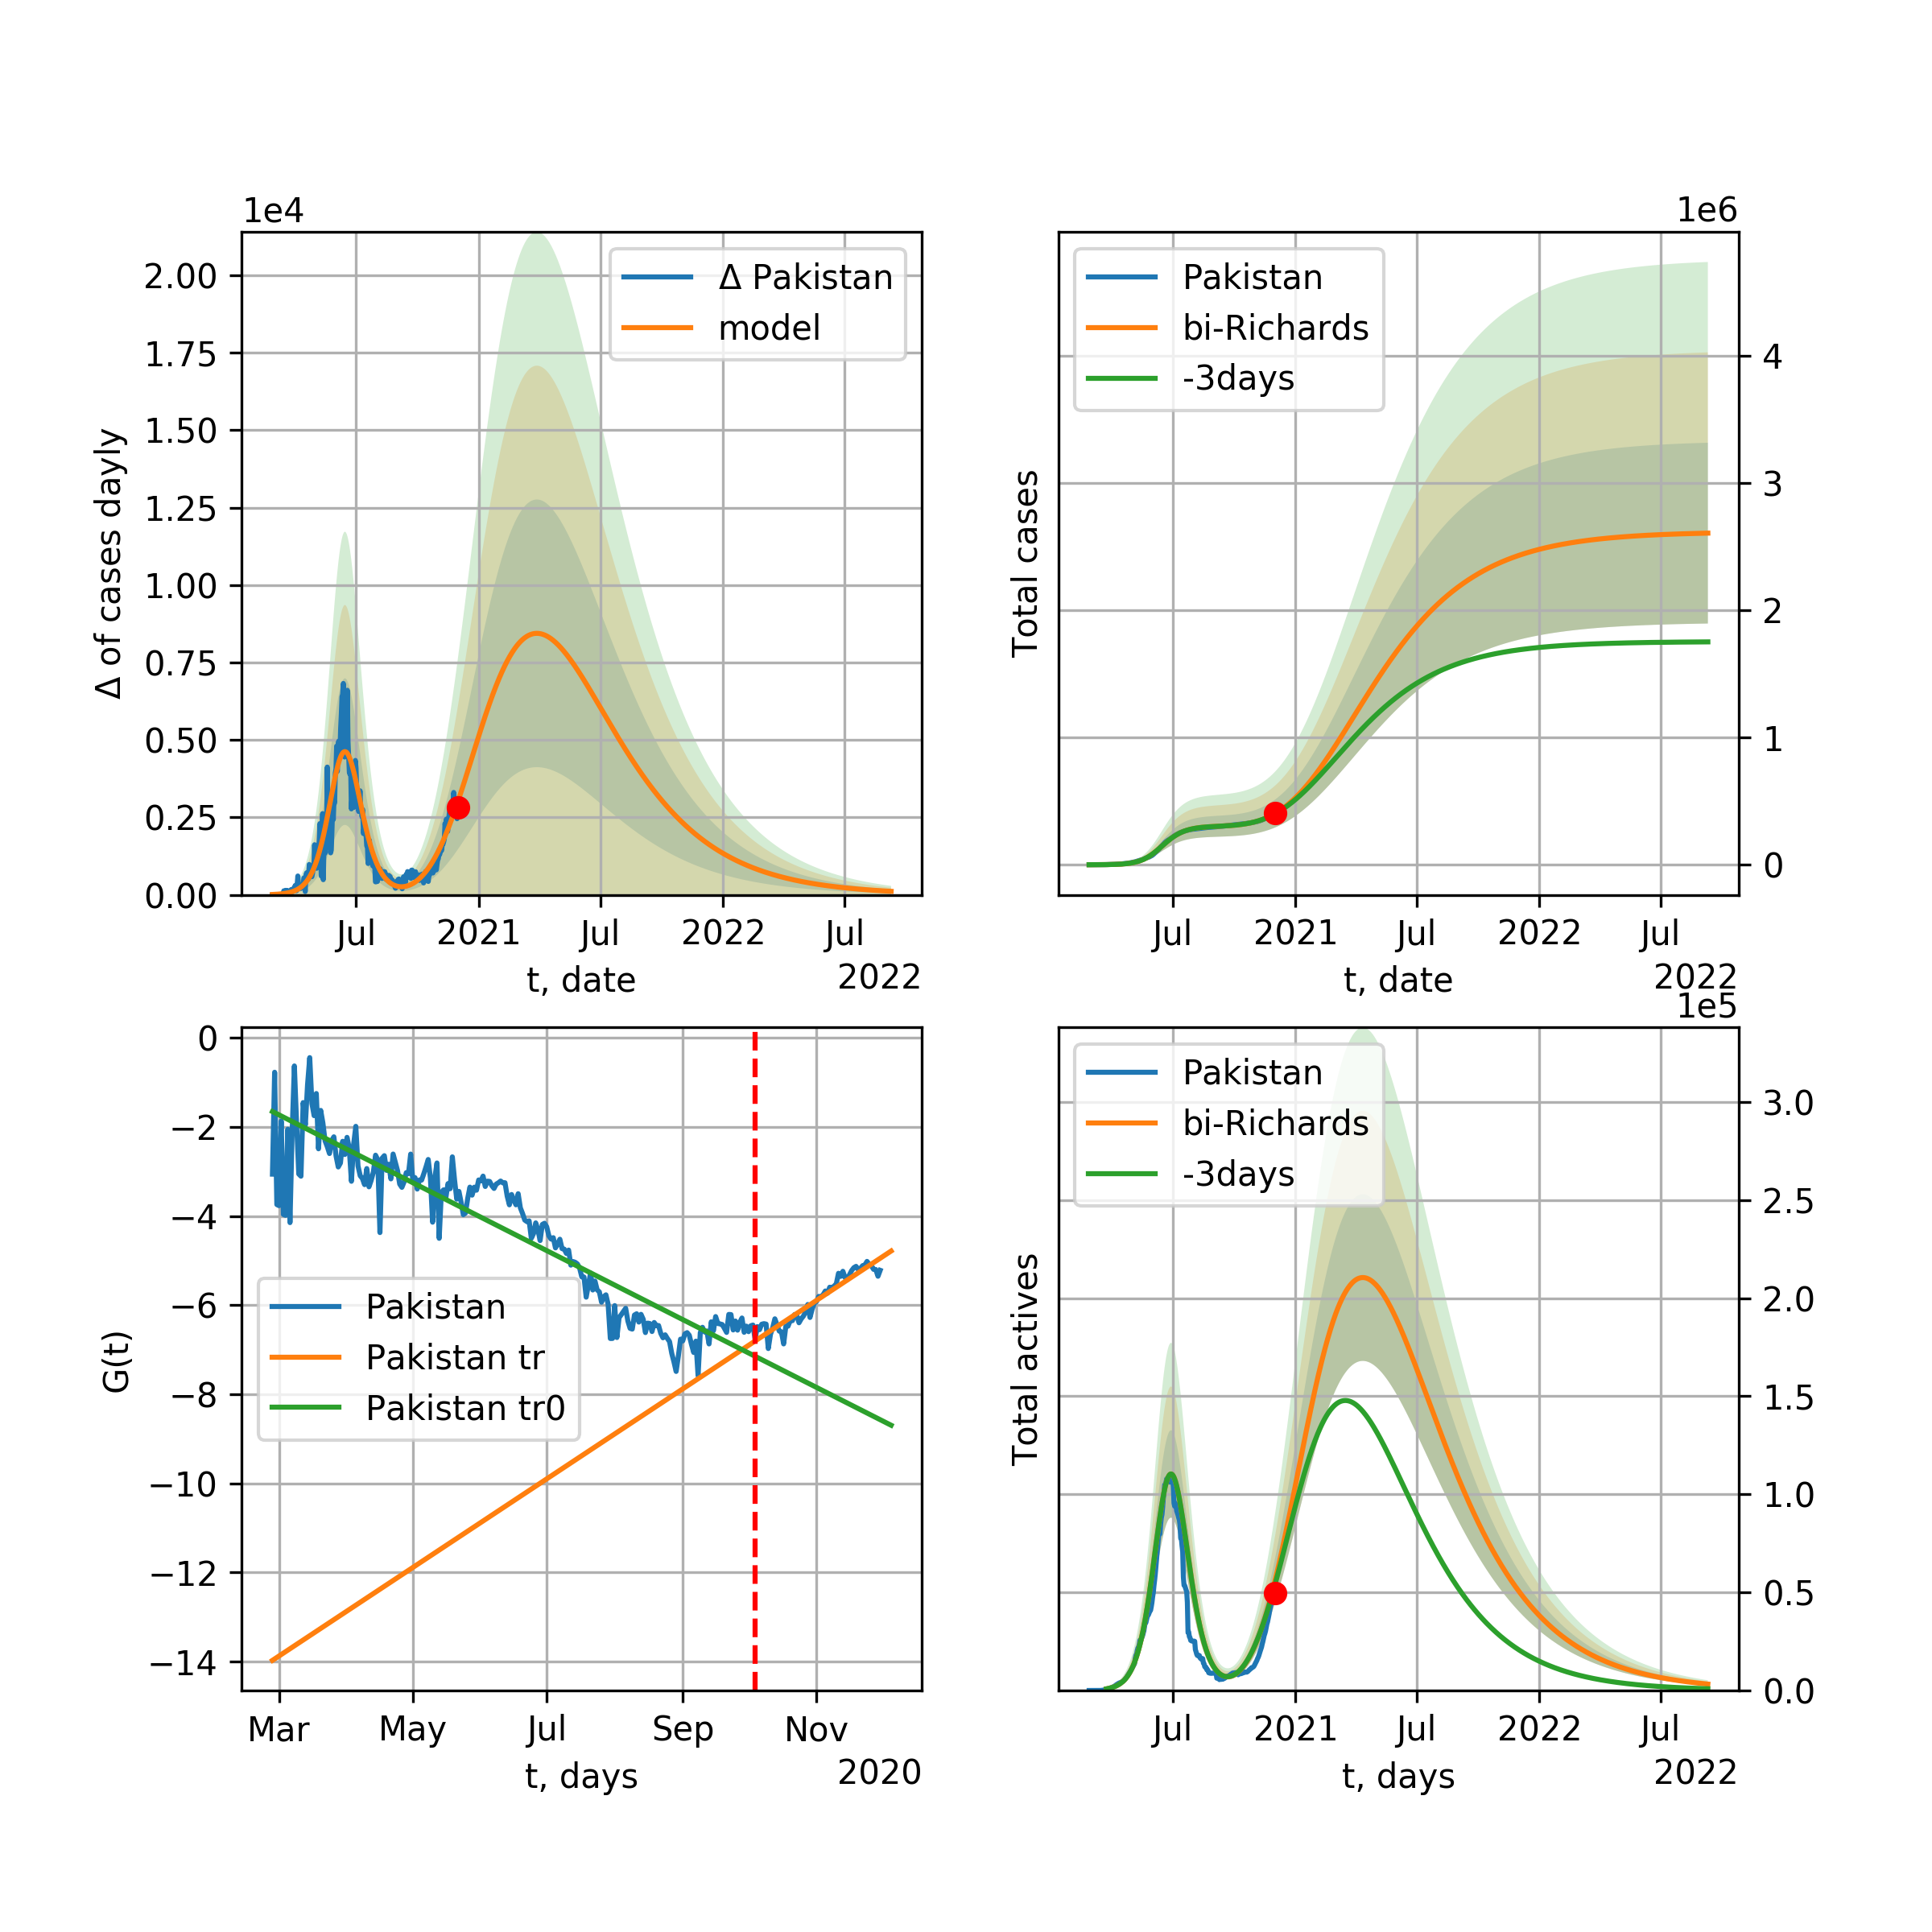 1e4
2.00
1.75
1.50
1.25
1.00
0.75
0.50
0.25
0.00
Δ of cases dayly
Δ Pakistan
model
Jul
2021
Jul
2022
Jul
t, date
2022
1e6
Pakistan
bi-Richards
-3days
Total cases
4
3
2
1
0
Jul
2021
Jul
2022
Jul
t, date
2022
0
−2
−4
−6
−8
−10
−12
−14
G(t)
Pakistan
Pakistan tr
Pakistan tr0
Mar
May
Jul
Sep
Nov
t, days
2020
1e5
Pakistan
bi-Richards
-3days
Total actives
3.0
2.5
2.0
1.5
1.0
0.5
0.0
Jul
2021
Jul
2022
Jul
t, days
2022